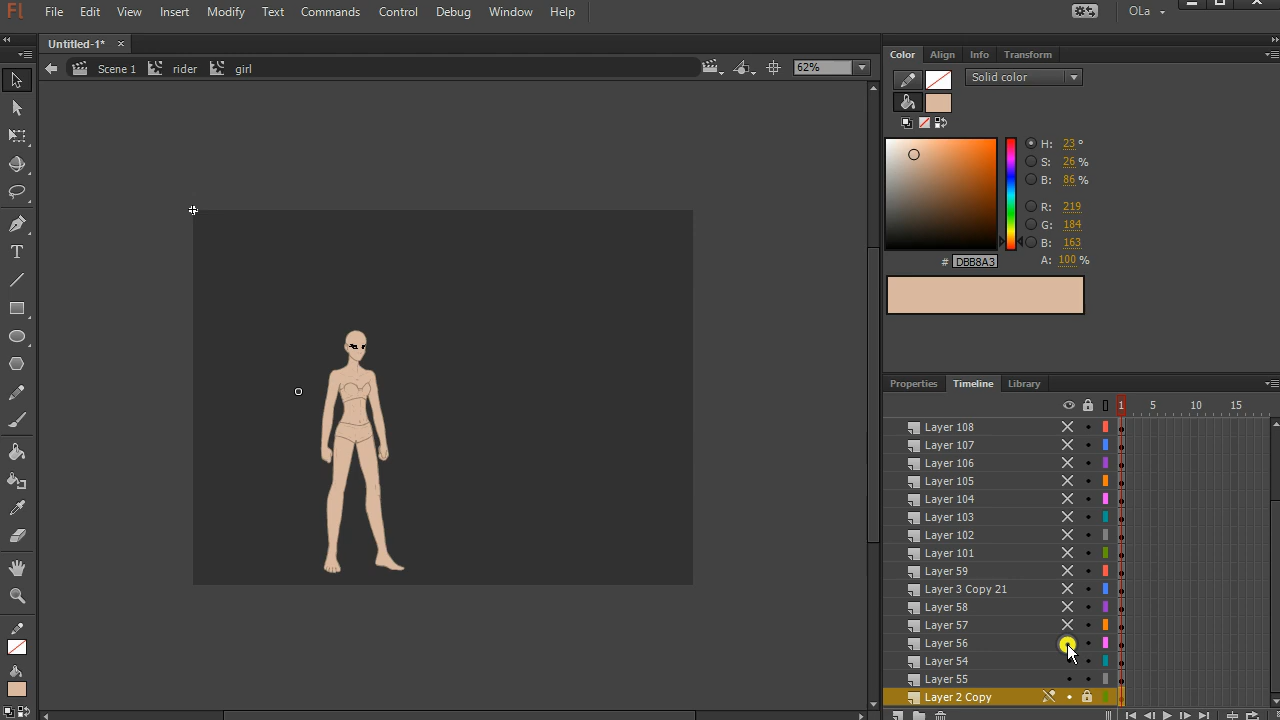 Fl File Edit View Insert Modify Text Commands Control Debug Window Help OLa
Untitled-1* ×
Scene 1 rider girl 62%
Color Align Info Transform
Solid color
H: 23 °
S: 26 %
B: 86 %
R: 219
G: 184
B: 163
# DBB8A3 A: 100 %
Properties Timeline Library
1 5 10 15
Layer 108
Layer 107
Layer 106
Layer 105
Layer 104
Layer 103
Layer 102
Layer 101
Layer 59
Layer 3 Copy 21
Layer 58
Layer 57
Layer 56
Layer 54
Layer 55
Layer 2 Copy